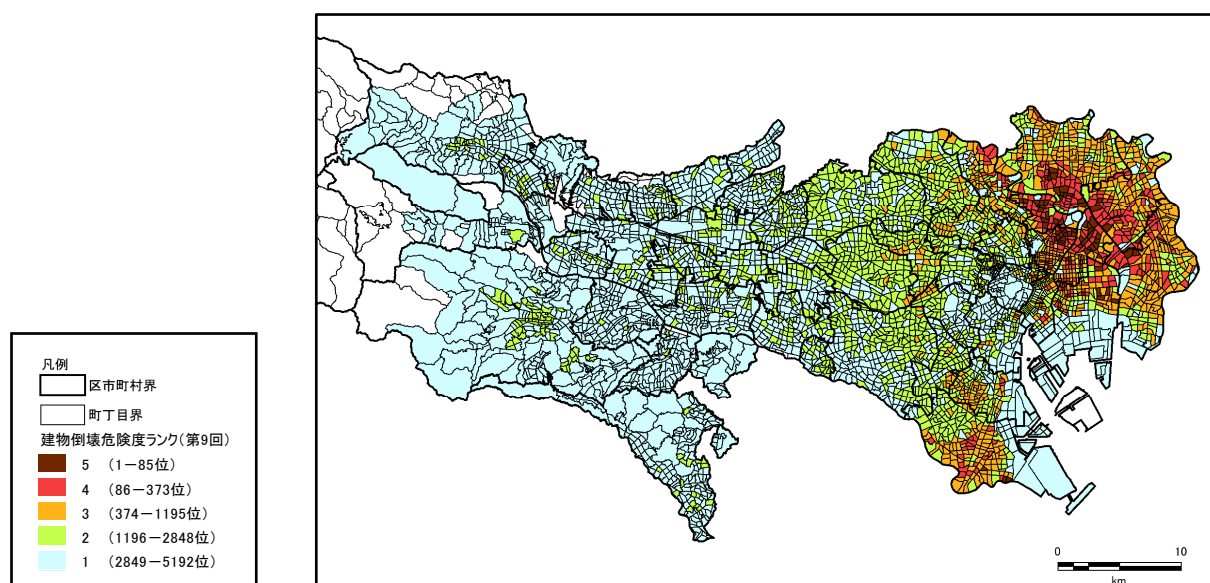 凡例
区市町村界
町丁目界
建物倒壊危険度ランク(第9回)
5 (1－85位)
4 (86－373位)
3 (374－1195位)
2 (1196－2848位)
1 (2849－5192位)
0 10
km